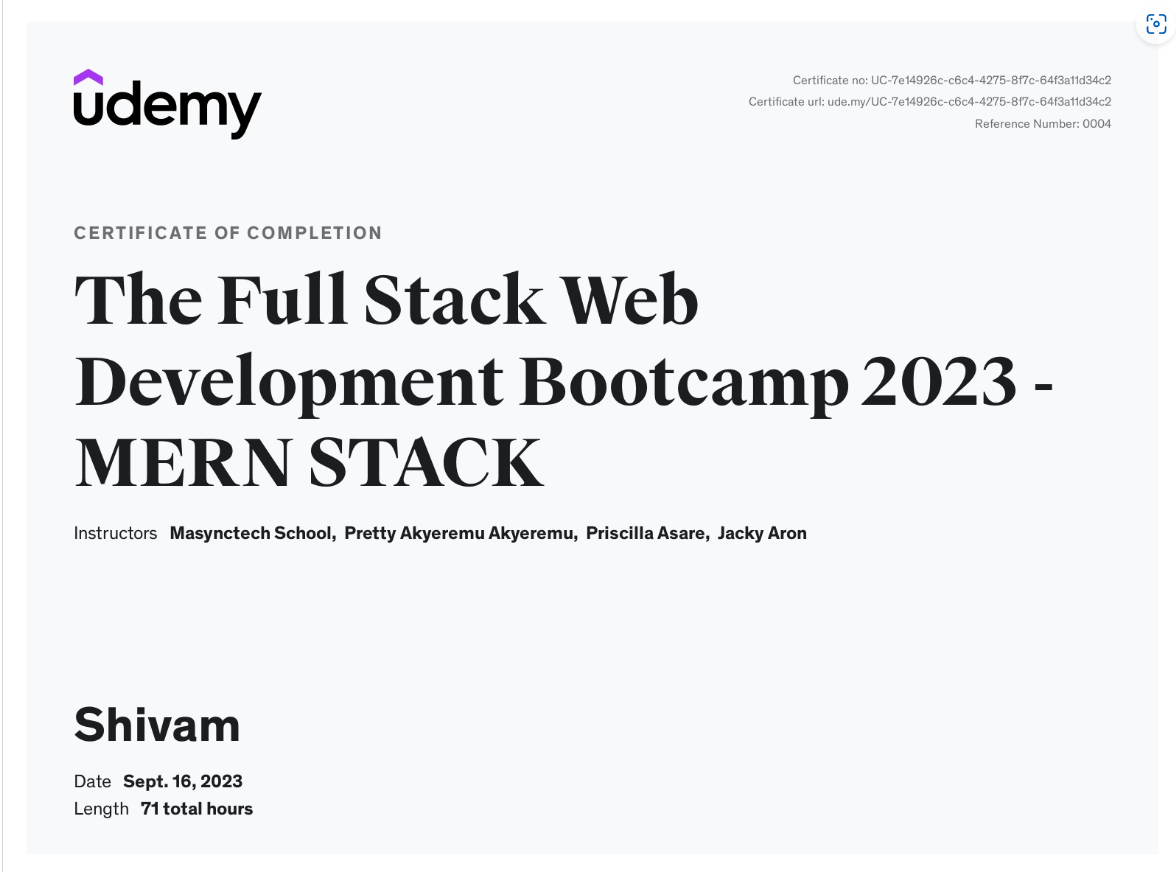 udemy
Certificate no: UC-7e14926c-c6c4-4275-8f7c-64f3a11d34c2
Certificate url: ude.my/UC-7e14926c-c6c4-4275-8f7c-64f3a11d34c2
Reference Number: 0004
CERTIFICATE OF COMPLETION
The Full Stack Web
Development Bootcamp 2023 -
MERN STACK
Instructors Masynctech School, Pretty Akyeremu Akyeremu, Priscilla Asare, Jacky Aron
Shivam
Date Sept. 16, 2023
Length 71 total hours